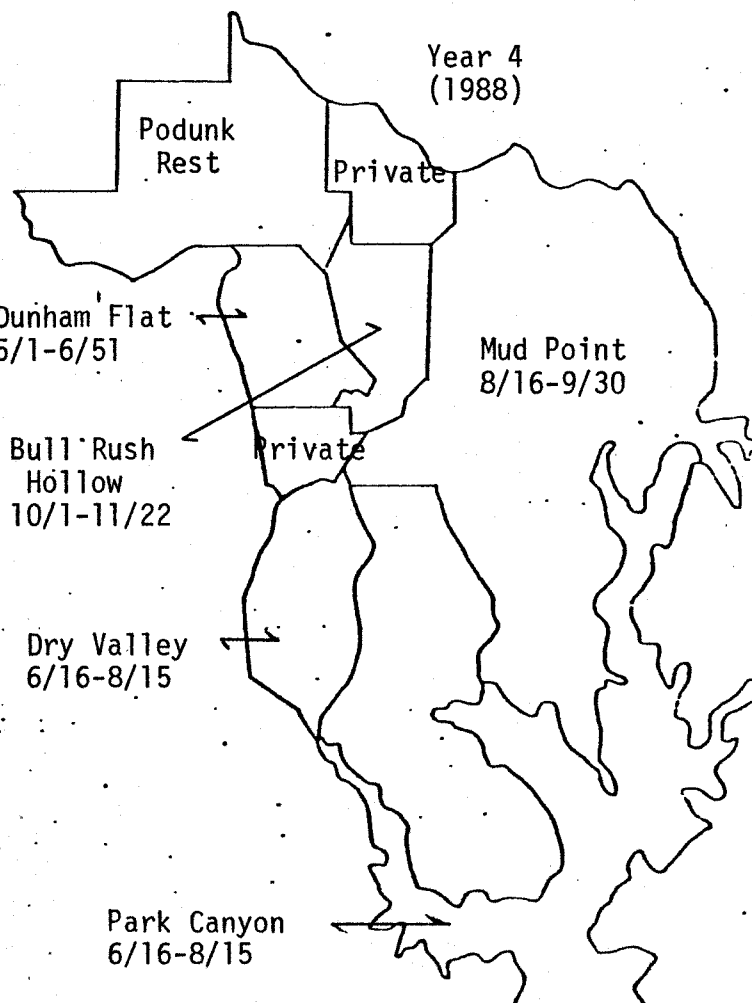 Year 4
(1988)
Podunk
Rest
Private
Dunham Flat
5/1-6/51
Mud Point
8/16-9/30
Bull Rush
Hollow
10/1-11/22
Private
Dry Valley
6/16-8/15
Park Canyon
6/16-8/15